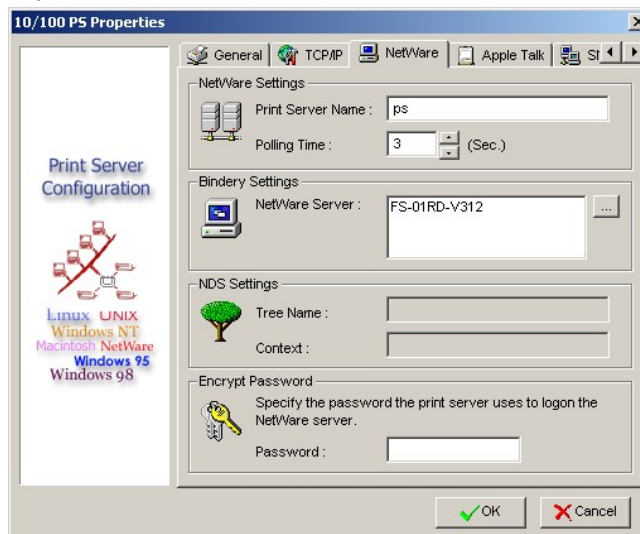 10/100 PS Properties
General
TCP/IP
NetWare
Apple Talk
NetWare Settings
Print Server Name :
ps
Polling Time :
3
(Sec.)
Print Server
Configuration
Bindery Settings
NetWare Server :
FS-01RD-V312
...
Linux UNIX
Windows NT
Macintosh NetWare
Windows 95
Windows 98
NDS Settings
Tree Name :
Context :
Encrypt Password
Specify the password the print server uses to logon the
NetWare server.
Password :
OK
Cancel